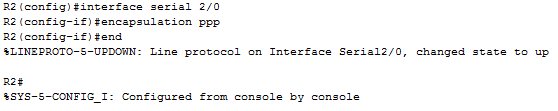 R2(config)#interface serial 2/0
R2(config-if)#encapsulation ppp
R2(config-if)#end
%LINEPROTO-5-UPDOWN: Line protocol on Interface Serial2/0, changed state to up
R2#
%SYS-5-CONFIG_I: Configured from console by console